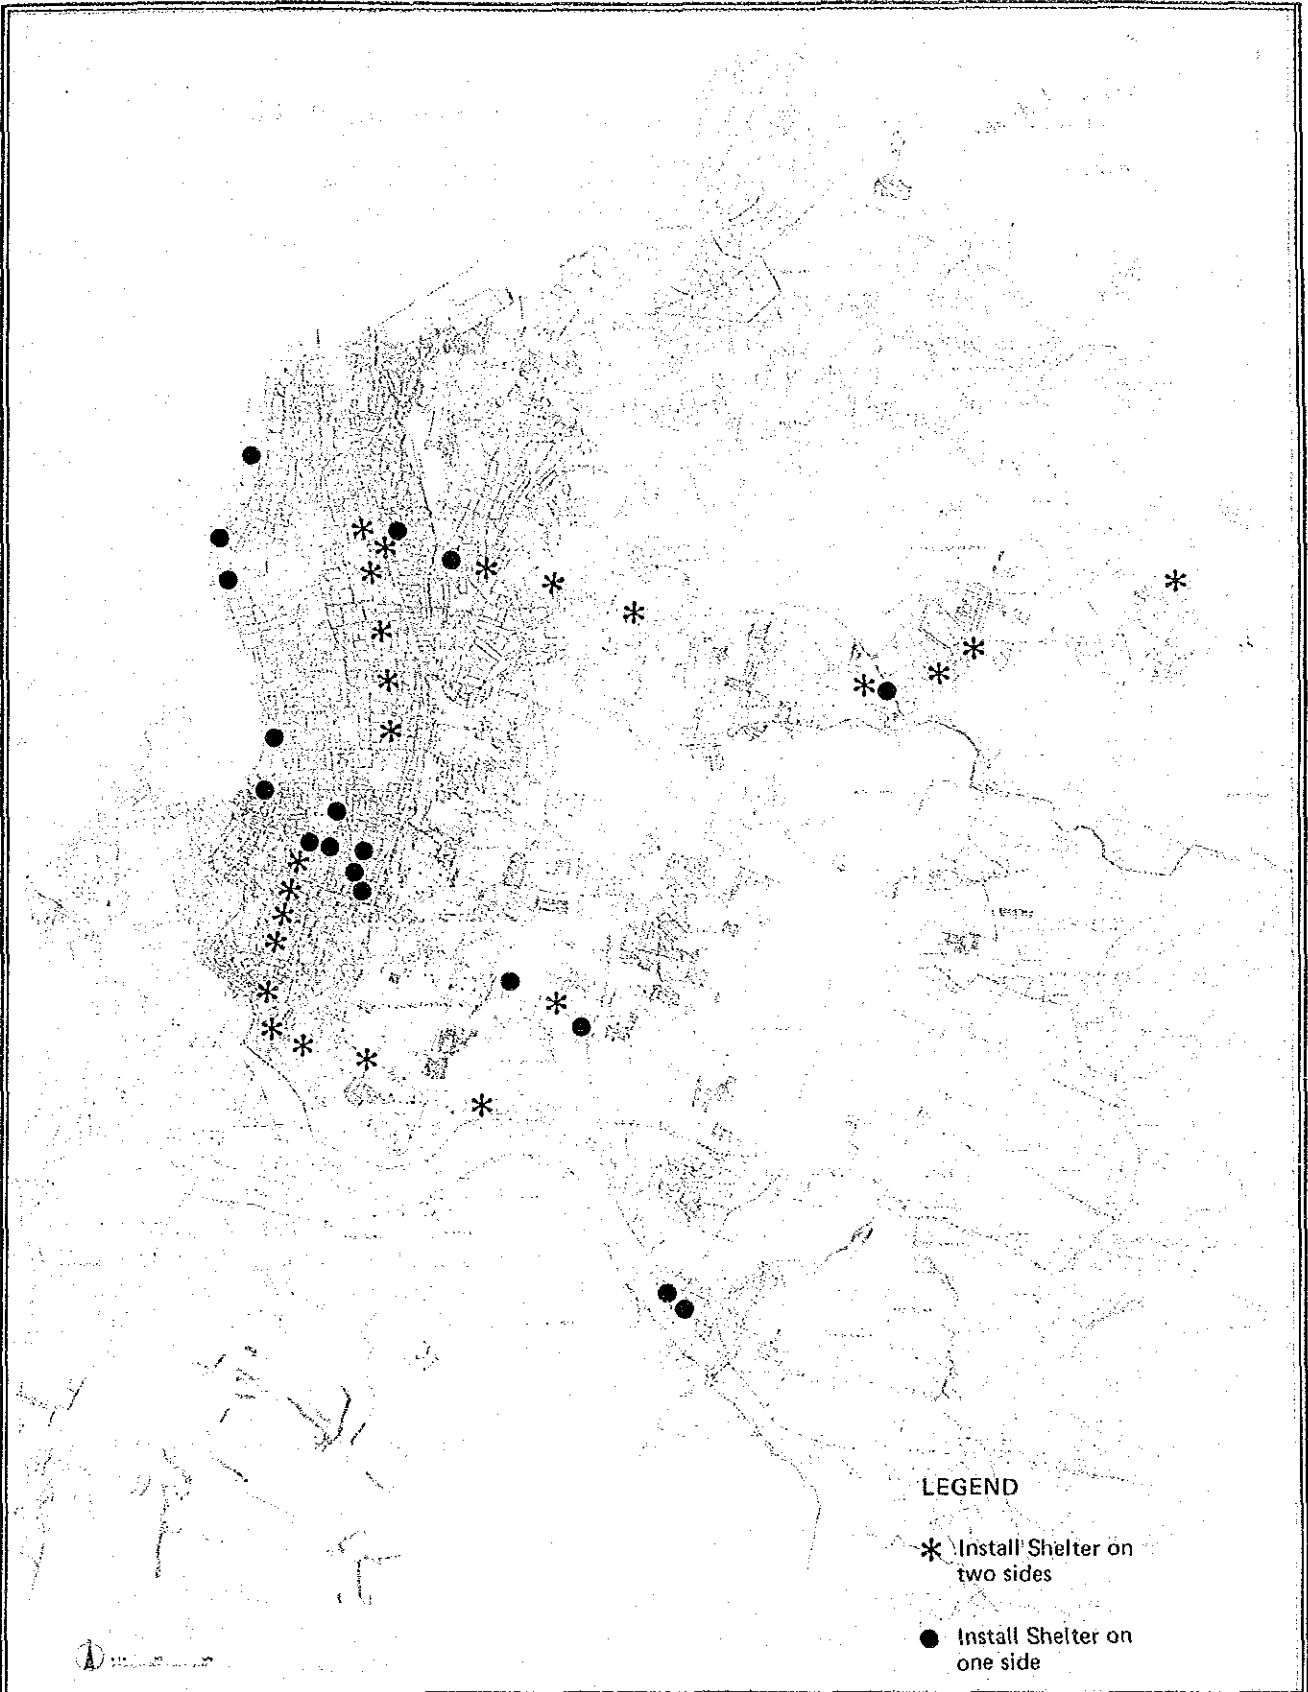 LEGEND
* Install Shelter on
two sides
● Install Shelter on
one side